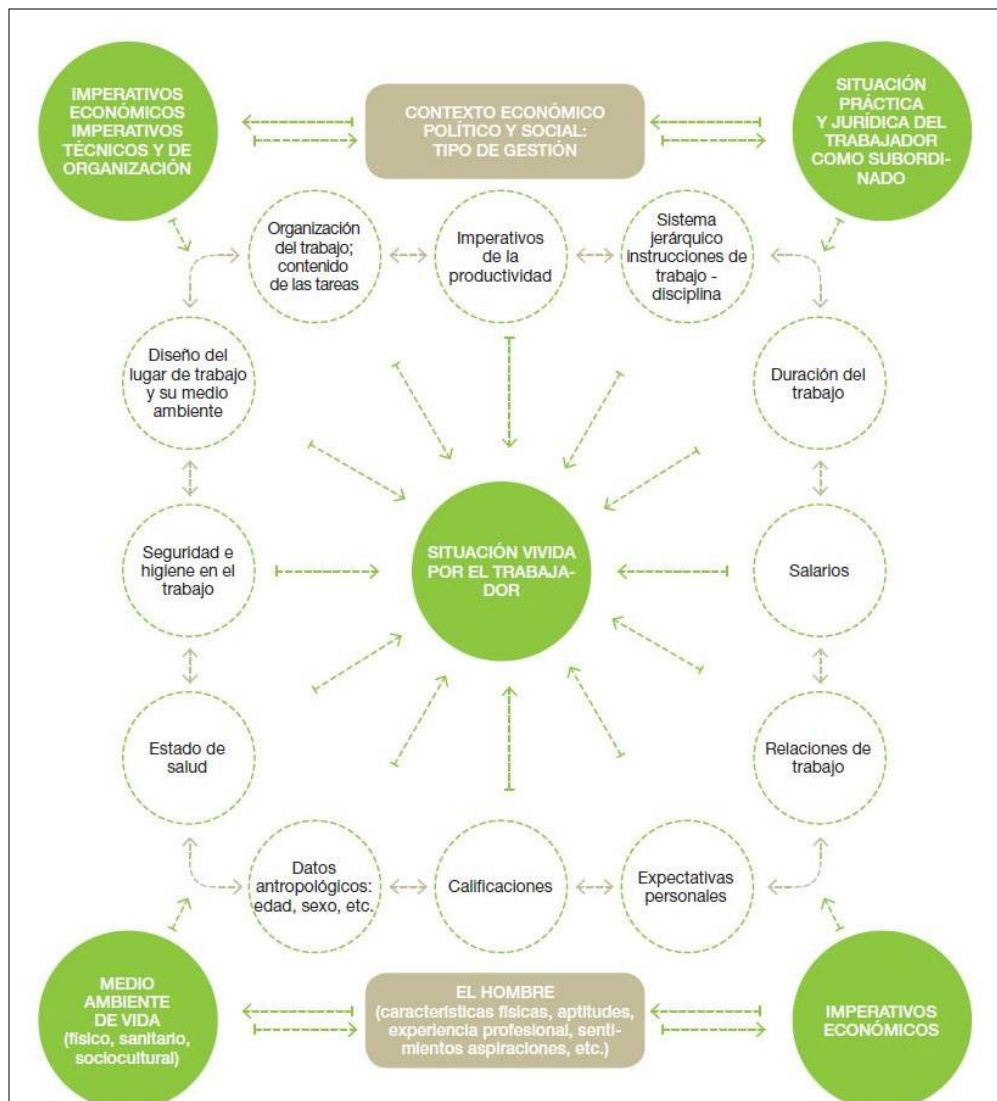 IMPERATIVOS
ECONÓMICOS
IMPERATIVOS
TÉCNICOS Y DE
ORGANIZACIÓN
CONTEXTO ECONÓMICO
POLÍTICO Y SOCIAL:
TIPO DE GESTIÓN
SITUACIÓN
PRÁCTICA
Y JURÍDICA DEL
TRABAJADOR
COMO SUBORDI-
NADO
Organización
del trabajo;
contenido
de las tareas
Imperativos
de la
productividad
Sistema
jerárquico
instrucciones de
trabajo -
disciplina
Diseño del
lugar de trabajo
y su medio
ambiente
Duración del
trabajo
Seguridad e
higiene en el
trabajo
SITUACIÓN VIVIDA
POR EL TRABAJA-
DOR
Salarios
Estado de
salud
Relaciones de
trabajo
Datos
antropológicos:
edad, sexo, etc.
Calificaciones
Expectativas
personales
MEDIO
AMBIENTE
DE VIDA
(físico, sanitario,
sociocultural)
EL HOMBRE
(características físicas, aptitudes,
experiencia profesional, senti-
mientos aspiraciones, etc.)
IMPERATIVOS
ECONÓMICOS